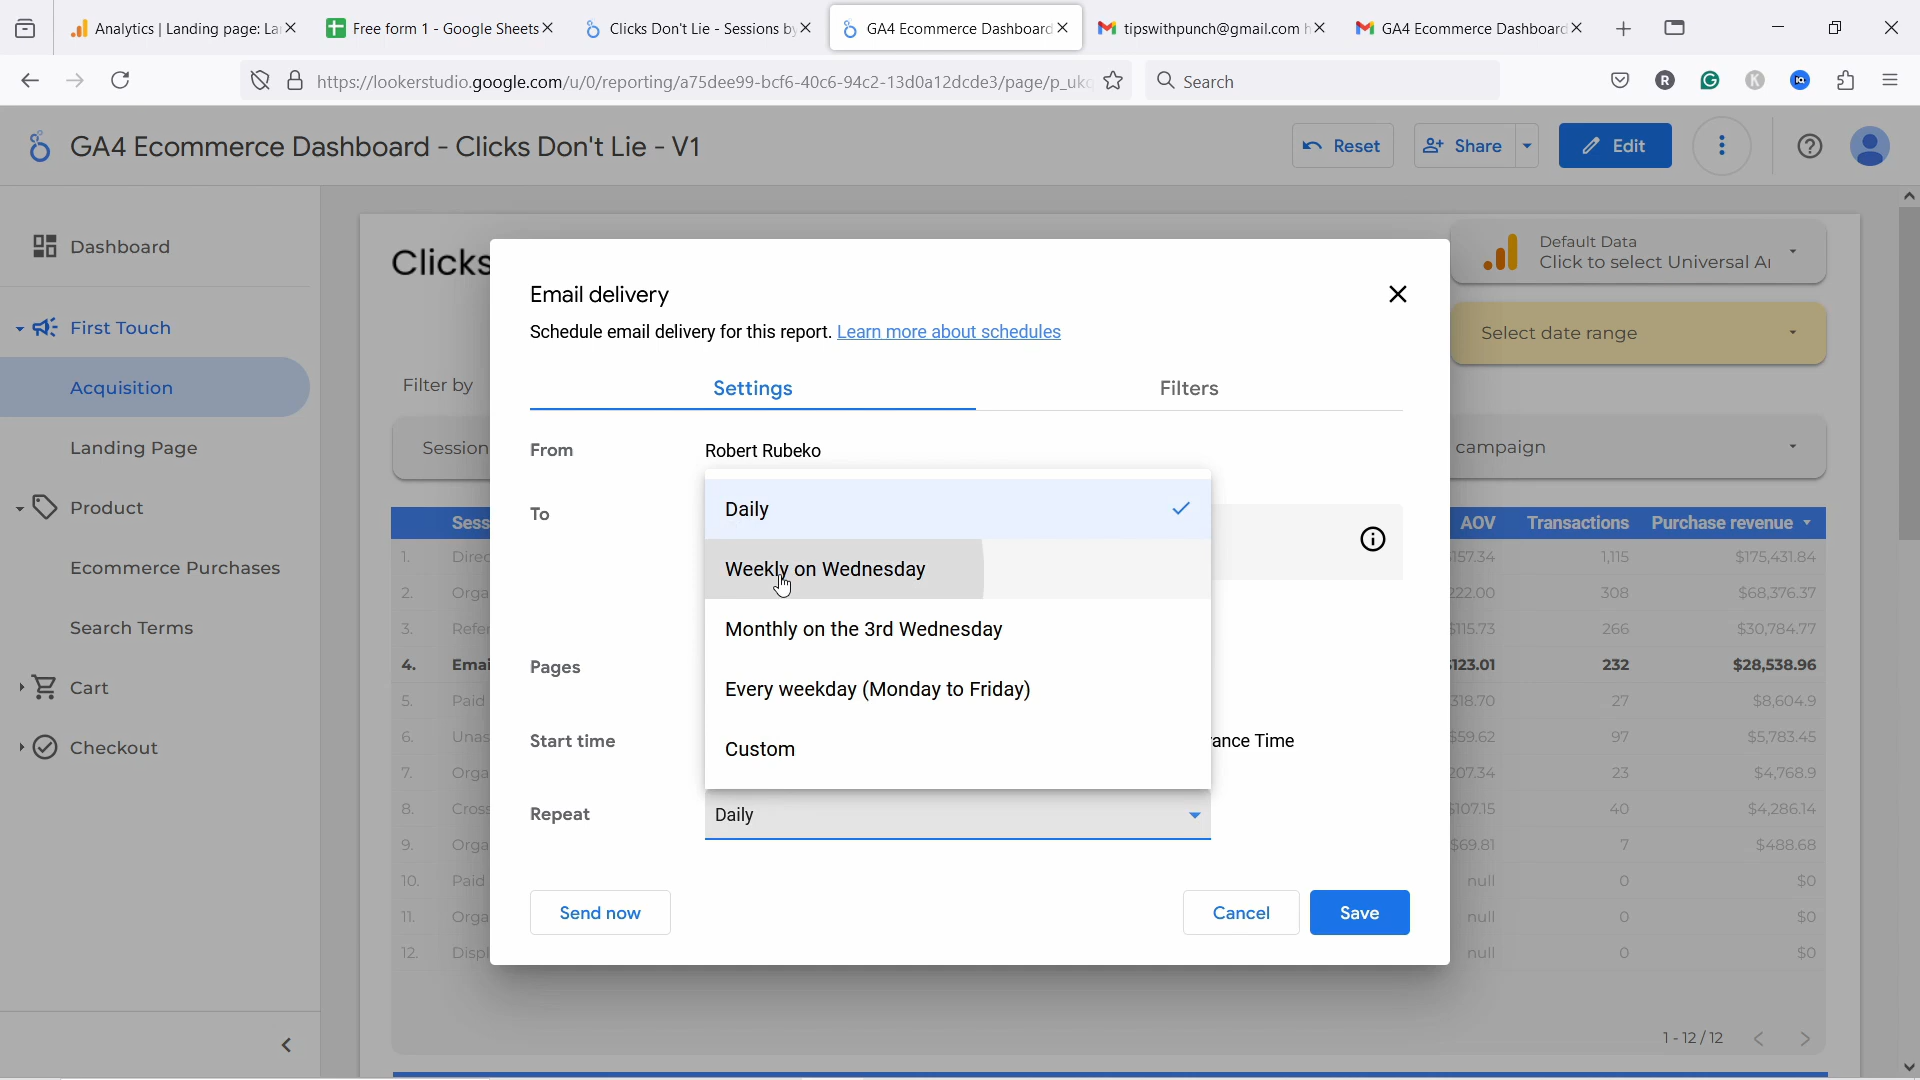 Analytics | Landing page: La
Free form 1 - Google Sheets
Clicks Don't Lie - Sessions by
GA4 Ecommerce Dashboard
tipswithpunch@gmail.com h
GA4 Ecommerce Dashboard
https://lookerstudio.google.com/u/0/reporting/a75dee99-bcf6-40c6-94c2-13d0a12dcde3/page/p_ukq
Search
GA4 Ecommerce Dashboard - Clicks Don't Lie - V1
Reset
Share
Edit
Dashboard
First Touch
Acquisition
Landing Page
Product
Ecommerce Purchases
Search Terms
Cart
Checkout
Clicks
Default Data
Click to select Universal
Select date range
Filter by
Session
campaign
Email delivery
Schedule email delivery for this report. Learn more about schedules
Settings
Filters
From
Robert Rubeko
To
Daily
Weekly on Wednesday
Monthly on the 3rd Wednesday
Every weekday (Monday to Friday)
Custom
Pages
Start time
Time
Repeat
Daily
Send now
Cancel
Save
Sess AOV Transactions Purchase revenue
1. Direc 157.34 1,115 $175,431.84
2. Orga 222.00 308 $68,376.37
3. Refer $115.73 266 $30,784.77
4. Emai 123.01 232 $28,538.96
5. Paid 318.70 27 $8,604.9
6. Unas $59.62 97 $5,783.45
7. Orga 207.34 23 $4,768.9
8. Cross $107.15 40 $4,286.14
9. Orga $69.81 7 $488.68
10. Paid null 0 $0
11. Orga null 0 $0
12. Displ null 0 $0
1 - 12 / 12